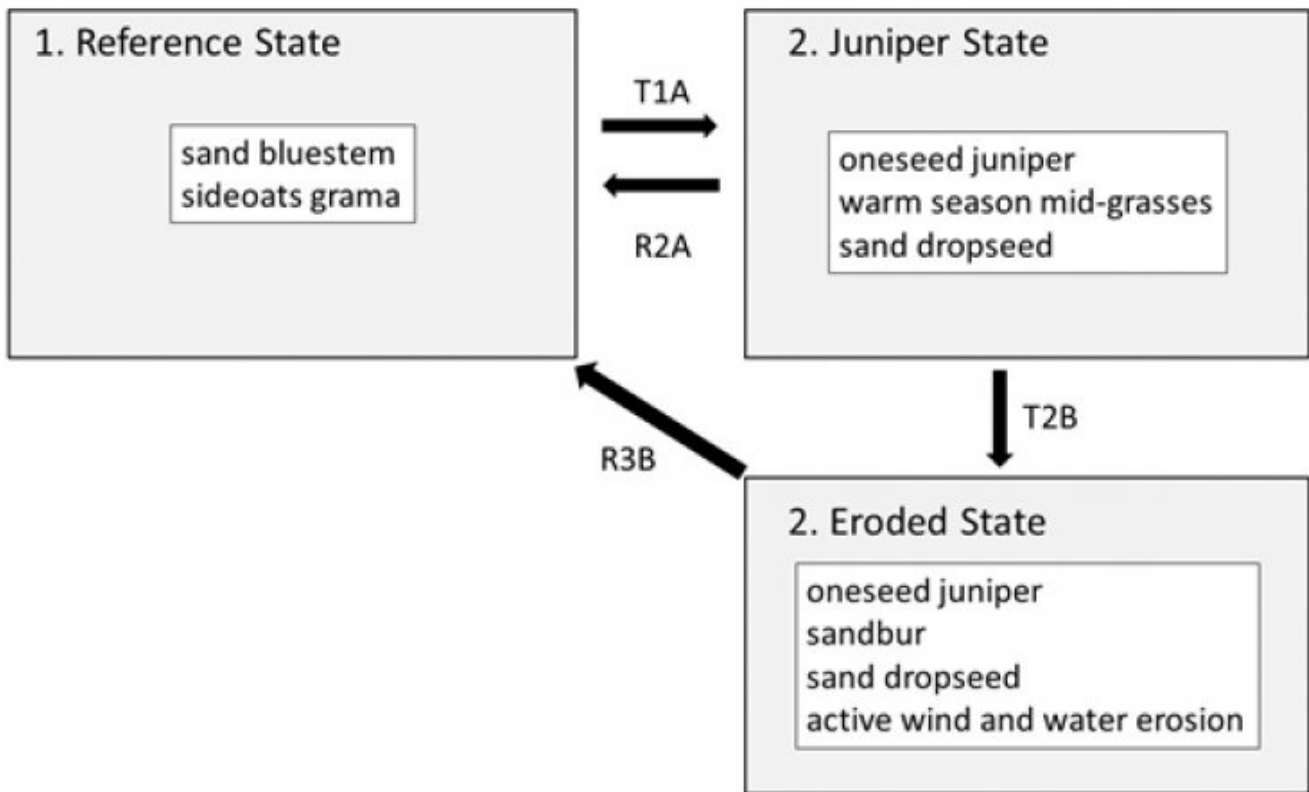 1. Reference State
sand bluestem
sideoats grama
T1A
R2A
2. Juniper State
oneseed juniper
warm season mid-grasses
sand dropseed
T2B
R3B
2. Eroded State
oneseed juniper
sandbur
sand dropseed
active wind and water erosion